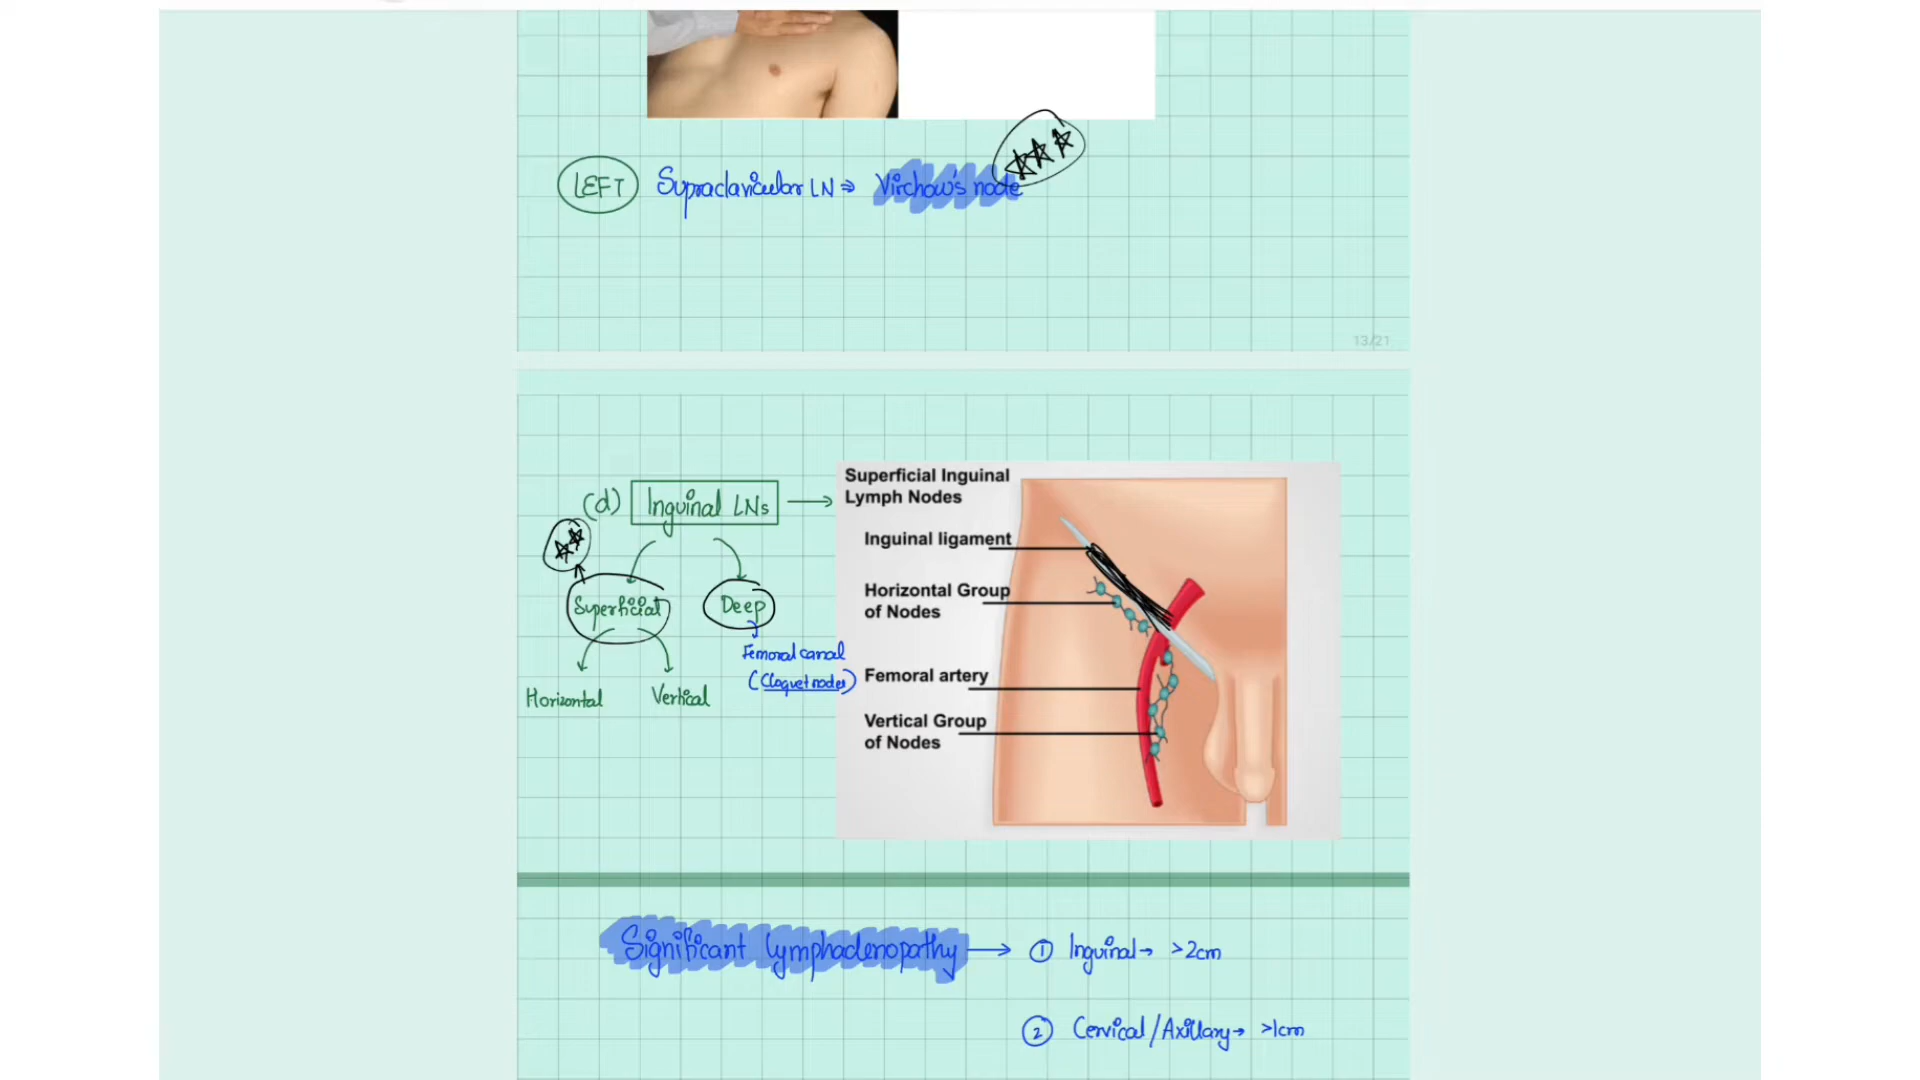 LEFT Supraclavicular LN ⇒ Virchow's node
13/21
(d) Inguinal LNs →
Superficial
Deep
Femoral canal
(Cloquet nodes)
Horizontal
Vertical
Superficial Inguinal
Lymph Nodes
Inguinal ligament
Horizontal Group
of Nodes
Femoral artery
Vertical Group
of Nodes
Significant lymphadenopathy → ① Inguinal → >2cm
② Cervical/Axillary → >1cm